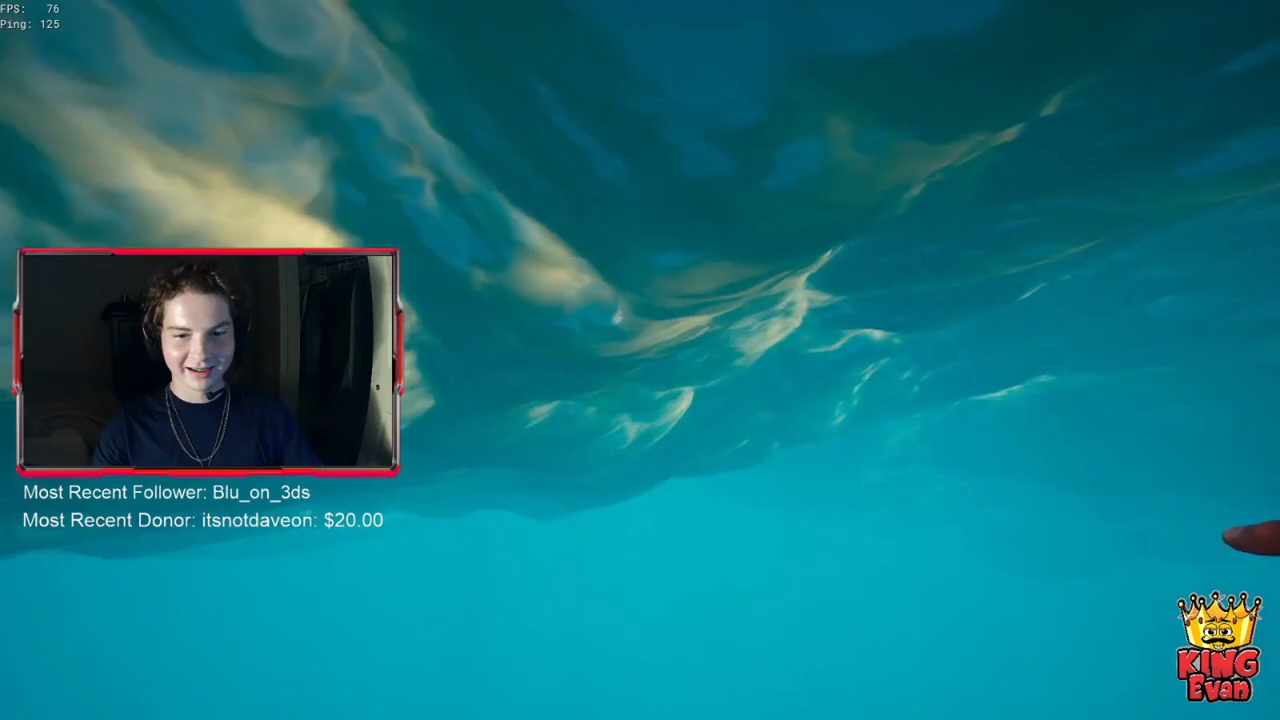 FPS: 76
Ping: 125
Most Recent Follower: Blu_on_3ds
Most Recent Donor: itsnotdaveon: $20.00
KING
Evan